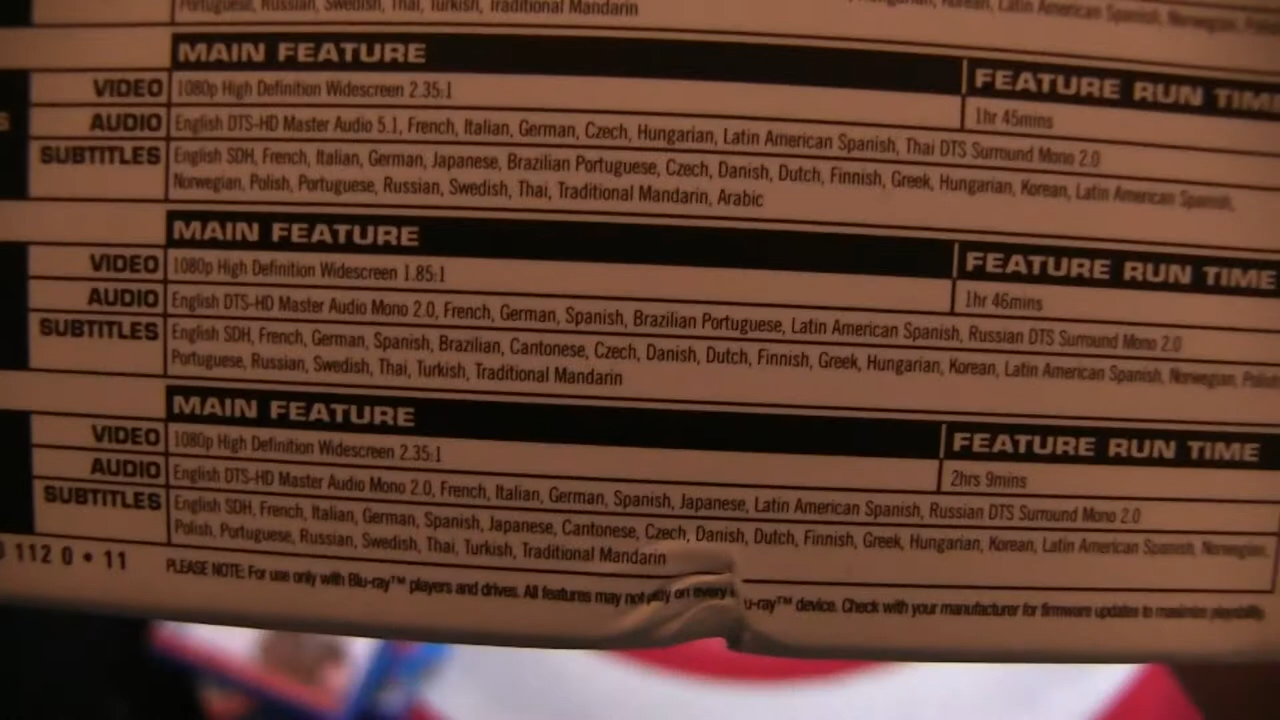 Portuguese, Russian, Swedish, Thai, Turkish, Traditional Mandarin
Korean, Latin American Spanish, Norwegian,
MAIN FEATURE
FEATURE RUN TIME
VIDEO 1080p High Definition Widescreen 2.35:1
1hr 45mins
AUDIO English DTS-HD Master Audio 5.1, French, Italian, German, Czech, Hungarian, Latin American Spanish, Thai DTS Surround Mono 2.0
SUBTITLES English SDH, French, Italian, German, Japanese, Brazilian Portuguese, Czech, Danish, Dutch, Finnish, Greek, Hungarian, Korean, Latin American Spanish,
Norwegian, Polish, Portuguese, Russian, Swedish, Thai, Traditional Mandarin, Arabic
MAIN FEATURE
FEATURE RUN TIME
VIDEO 1080p High Definition Widescreen 1.85:1
1hr 46mins
AUDIO English DTS-HD Master Audio Mono 2.0, French, German, Spanish, Brazilian Portuguese, Latin American Spanish, Russian DTS Surround Mono 2.0
SUBTITLES English SDH, French, German, Spanish, Brazilian, Cantonese, Czech, Danish, Dutch, Finnish, Greek, Hungarian, Korean, Latin American Spanish, Norwegian, Polish
Portuguese, Russian, Swedish, Thai, Turkish, Traditional Mandarin
MAIN FEATURE
FEATURE RUN TIME
VIDEO 1080p High Definition Widescreen 2.35:1
2hrs 9mins
AUDIO English DTS-HD Master Audio Mono 2.0, French, Italian, German, Spanish, Japanese, Latin American Spanish, Russian DTS Surround Mono 2.0
SUBTITLES English SDH, French, Italian, German, Spanish, Japanese, Cantonese, Czech, Danish, Dutch, Finnish, Greek, Hungarian, Korean, Latin American Spanish, Norwegian,
Polish, Portuguese, Russian, Swedish, Thai, Turkish, Traditional Mandarin
112 0 • 11
PLEASE NOTE: For use only with Blu-ray™ players and drives. All features may not play on every u-ray™ device. Check with your manufacturer for firmware updates to maximize playability.